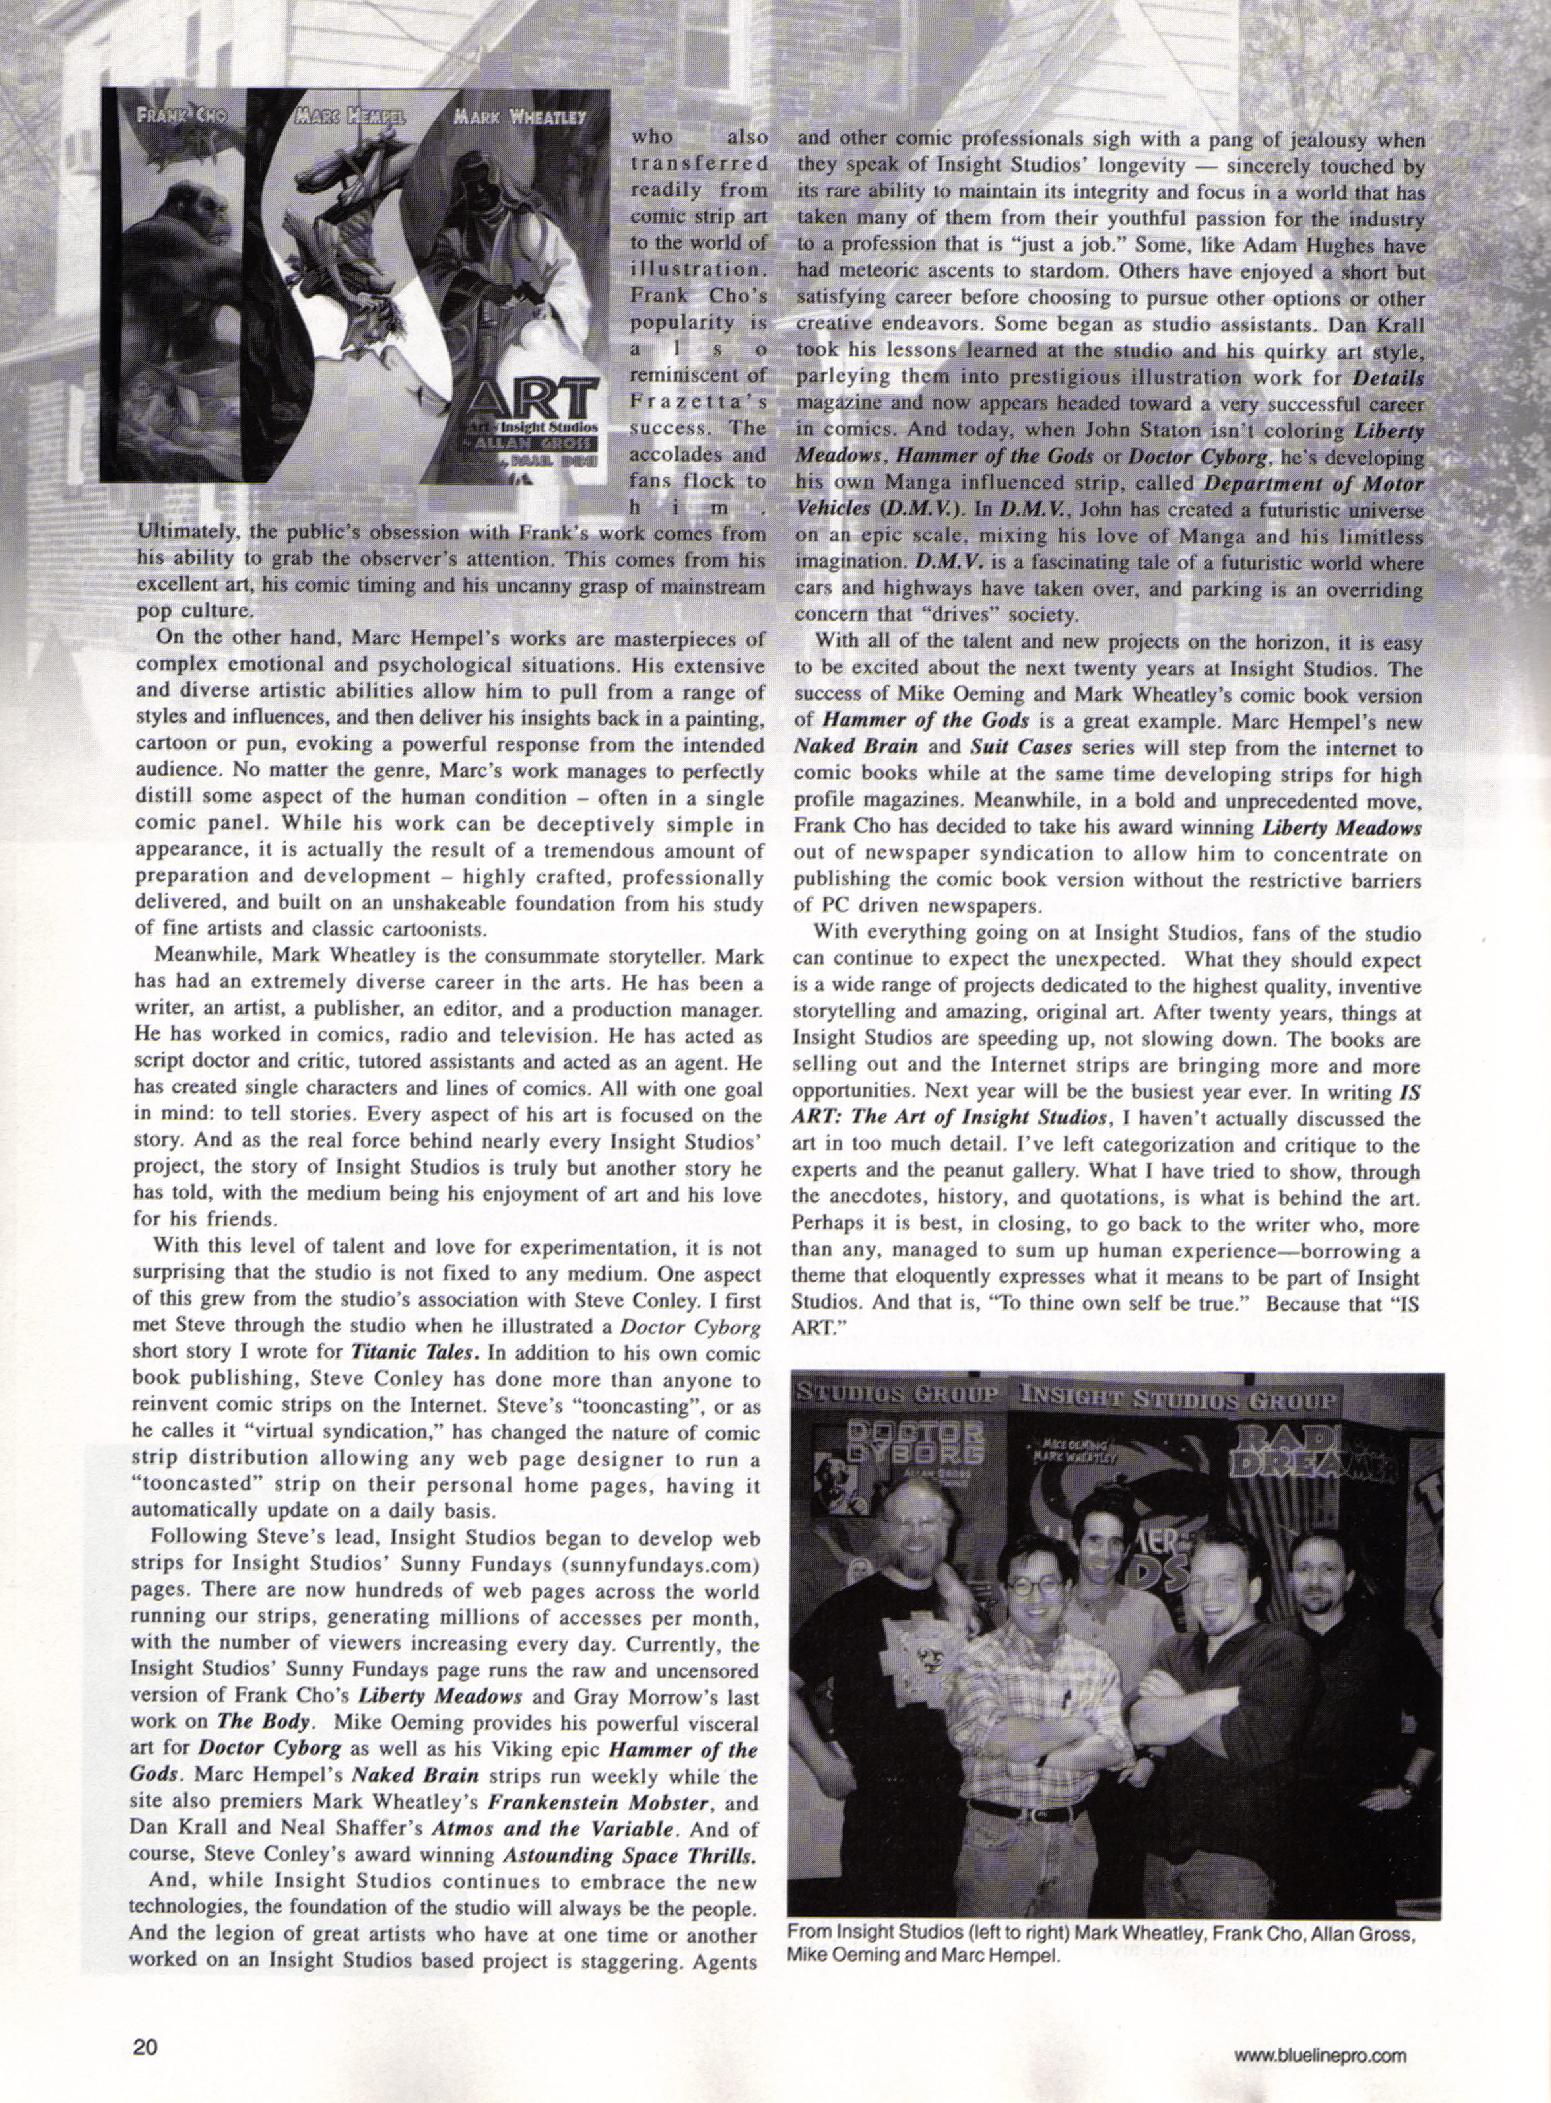 FRANK CHO
MARC HEMPEL
MARK WHEATLEY
ART
Art of Insight Studios
ALLAN GROSS
PAUL DINI
who also
transferred
readily from
comic strip art
to the world of
illustration.
Frank Cho's
popularity is
a l s o
reminiscent of
Frazetta's
success. The
accolades and
fans flock to
h i m .
Ultimately, the public's obsession with Frank's work comes from
his ability to grab the observer's attention. This comes from his
excellent art, his comic timing and his uncanny grasp of mainstream
pop culture.
On the other hand, Marc Hempel's works are masterpieces of
complex emotional and psychological situations. His extensive
and diverse artistic abilities allow him to pull from a range of
styles and influences, and then deliver his insights back in a painting,
cartoon or pun, evoking a powerful response from the intended
audience. No matter the genre, Marc's work manages to perfectly
distill some aspect of the human condition – often in a single
comic panel. While his work can be deceptively simple in
appearance, it is actually the result of a tremendous amount of
preparation and development – highly crafted, professionally
delivered, and built on an unshakeable foundation from his study
of fine artists and classic cartoonists.
Meanwhile, Mark Wheatley is the consummate storyteller. Mark
has had an extremely diverse career in the arts. He has been a
writer, an artist, a publisher, an editor, and a production manager.
He has worked in comics, radio and television. He has acted as
script doctor and critic, tutored assistants and acted as an agent. He
has created single characters and lines of comics. All with one goal
in mind: to tell stories. Every aspect of his art is focused on the
story. And as the real force behind nearly every Insight Studios'
project, the story of Insight Studios is truly but another story he
has told, with the medium being his enjoyment of art and his love
for his friends.
With this level of talent and love for experimentation, it is not
surprising that the studio is not fixed to any medium. One aspect
of this grew from the studio's association with Steve Conley. I first
met Steve through the studio when he illustrated a Doctor Cyborg
short story I wrote for Titanic Tales. In addition to his own comic
book publishing, Steve Conley has done more than anyone to
reinvent comic strips on the Internet. Steve's “tooncasting”, or as
he calles it “virtual syndication,” has changed the nature of comic
strip distribution allowing any web page designer to run a
“tooncasted” strip on their personal home pages, having it
automatically update on a daily basis.
Following Steve's lead, Insight Studios began to develop web
strips for Insight Studios' Sunny Fundays (sunnyfundays.com)
pages. There are now hundreds of web pages across the world
running our strips, generating millions of accesses per month,
with the number of viewers increasing every day. Currently, the
Insight Studios' Sunny Fundays page runs the raw and uncensored
version of Frank Cho's Liberty Meadows and Gray Morrow's last
work on The Body. Mike Oeming provides his powerful visceral
art for Doctor Cyborg as well as his Viking epic Hammer of the
Gods. Marc Hempel's Naked Brain strips run weekly while the
site also premiers Mark Wheatley's Frankenstein Mobster, and
Dan Krall and Neal Shaffer's Atmos and the Variable. And of
course, Steve Conley's award winning Astounding Space Thrills.
And, while Insight Studios continues to embrace the new
technologies, the foundation of the studio will always be the people.
And the legion of great artists who have at one time or another
worked on an Insight Studios based project is staggering. Agents
and other comic professionals sigh with a pang of jealousy when
they speak of Insight Studios' longevity — sincerely touched by
its rare ability to maintain its integrity and focus in a world that has
taken many of them from their youthful passion for the industry
to a profession that is “just a job.” Some, like Adam Hughes have
had meteoric ascents to stardom. Others have enjoyed a short but
satisfying career before choosing to pursue other options or other
creative endeavors. Some began as studio assistants. Dan Krall
took his lessons learned at the studio and his quirky art style,
parleying them into prestigious illustration work for Details
magazine and now appears headed toward a very successful career
in comics. And today, when John Staton isn't coloring Liberty
Meadows, Hammer of the Gods or Doctor Cyborg, he's developing
his own Manga influenced strip, called Department of Motor
Vehicles (D.M.V.). In D.M.V., John has created a futuristic universe
on an epic scale, mixing his love of Manga and his limitless
imagination. D.M.V. is a fascinating tale of a futuristic world where
cars and highways have taken over, and parking is an overriding
concern that “drives” society.
With all of the talent and new projects on the horizon, it is easy
to be excited about the next twenty years at Insight Studios. The
success of Mike Oeming and Mark Wheatley's comic book version
of Hammer of the Gods is a great example. Marc Hempel's new
Naked Brain and Suit Cases series will step from the internet to
comic books while at the same time developing strips for high
profile magazines. Meanwhile, in a bold and unprecedented move,
Frank Cho has decided to take his award winning Liberty Meadows
out of newspaper syndication to allow him to concentrate on
publishing the comic book version without the restrictive barriers
of PC driven newspapers.
With everything going on at Insight Studios, fans of the studio
can continue to expect the unexpected. What they should expect
is a wide range of projects dedicated to the highest quality, inventive
storytelling and amazing, original art. After twenty years, things at
Insight Studios are speeding up, not slowing down. The books are
selling out and the Internet strips are bringing more and more
opportunities. Next year will be the busiest year ever. In writing IS
ART: The Art of Insight Studios, I haven't actually discussed the
art in too much detail. I've left categorization and critique to the
experts and the peanut gallery. What I have tried to show, through
the anecdotes, history, and quotations, is what is behind the art.
Perhaps it is best, in closing, to go back to the writer who, more
than any, managed to sum up human experience—borrowing a
theme that eloquently expresses what it means to be part of Insight
Studios. And that is, “To thine own self be true.” Because that “IS
ART.”
STUDIOS GROUP
INSIGHT STUDIOS GROUP
DOCTOR
CYBORG
ALLAN GROSS
MIKE OEMING
MARK WHEATLEY
RADI
DREAMER
MER
DS
From Insight Studios (left to right) Mark Wheatley, Frank Cho, Allan Gross,
Mike Oeming and Marc Hempel.
20
www.bluelinepro.com